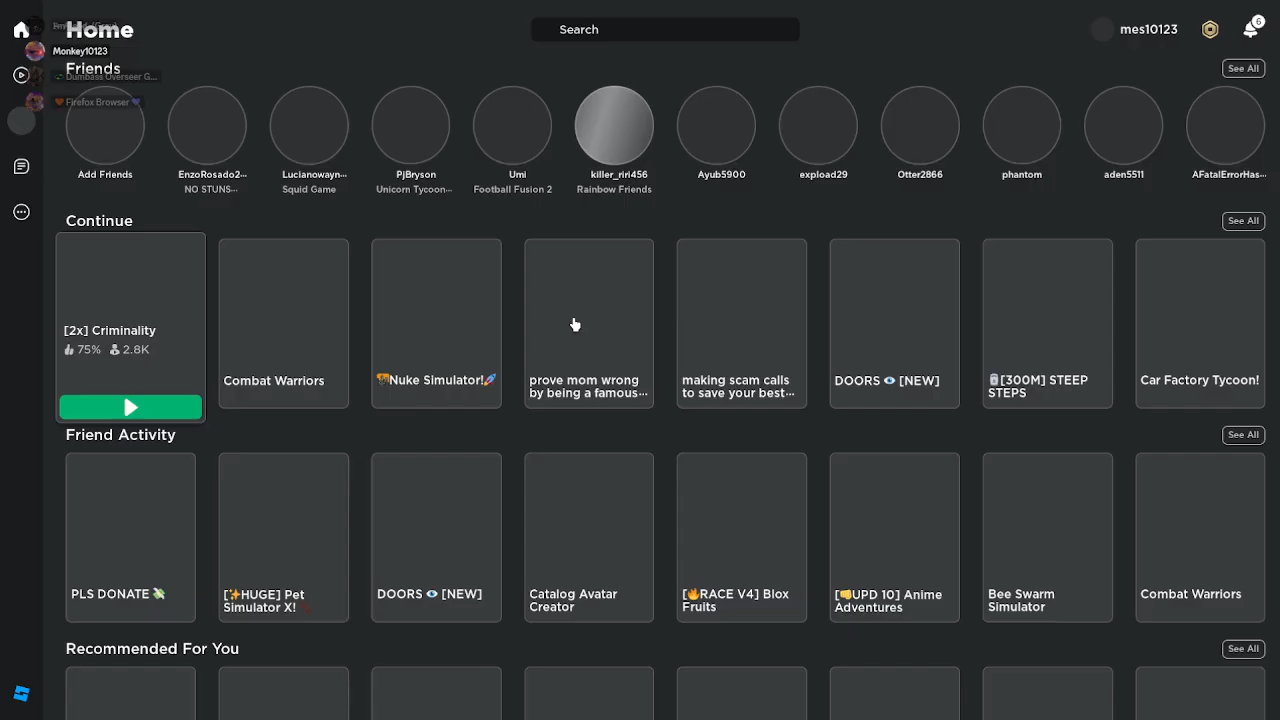 Home
Search
mes10123
6
Monkey10123
Friends
See All
Dumbass Overseer G...
Firefox Browser
Add Friends
EnzoRosado2...
NO STUNS...
Lucianowayn...
Squid Game
PjBryson
Unicorn Tycoon...
Umi
Football Fusion 2
killer_riri456
Rainbow Friends
Ayub5900
expload29
Otter2866
phantom
aden5511
AFatalErrorHas...
Continue
See All
[2x] Criminality
75% 2.8K
Combat Warriors
Nuke Simulator!🚀
prove mom wrong
by being a famous...
making scam calls
to save your best...
DOORS 👁 [NEW]
[300M] STEEP
STEPS
Car Factory Tycoon!
Friend Activity
See All
PLS DONATE 💸
[✨HUGE] Pet
Simulator X!
DOORS 👁 [NEW]
Catalog Avatar
Creator
[🔥RACE V4] Blox
Fruits
[👊UPD 10] Anime
Adventures
Bee Swarm
Simulator
Combat Warriors
Recommended For You
See All